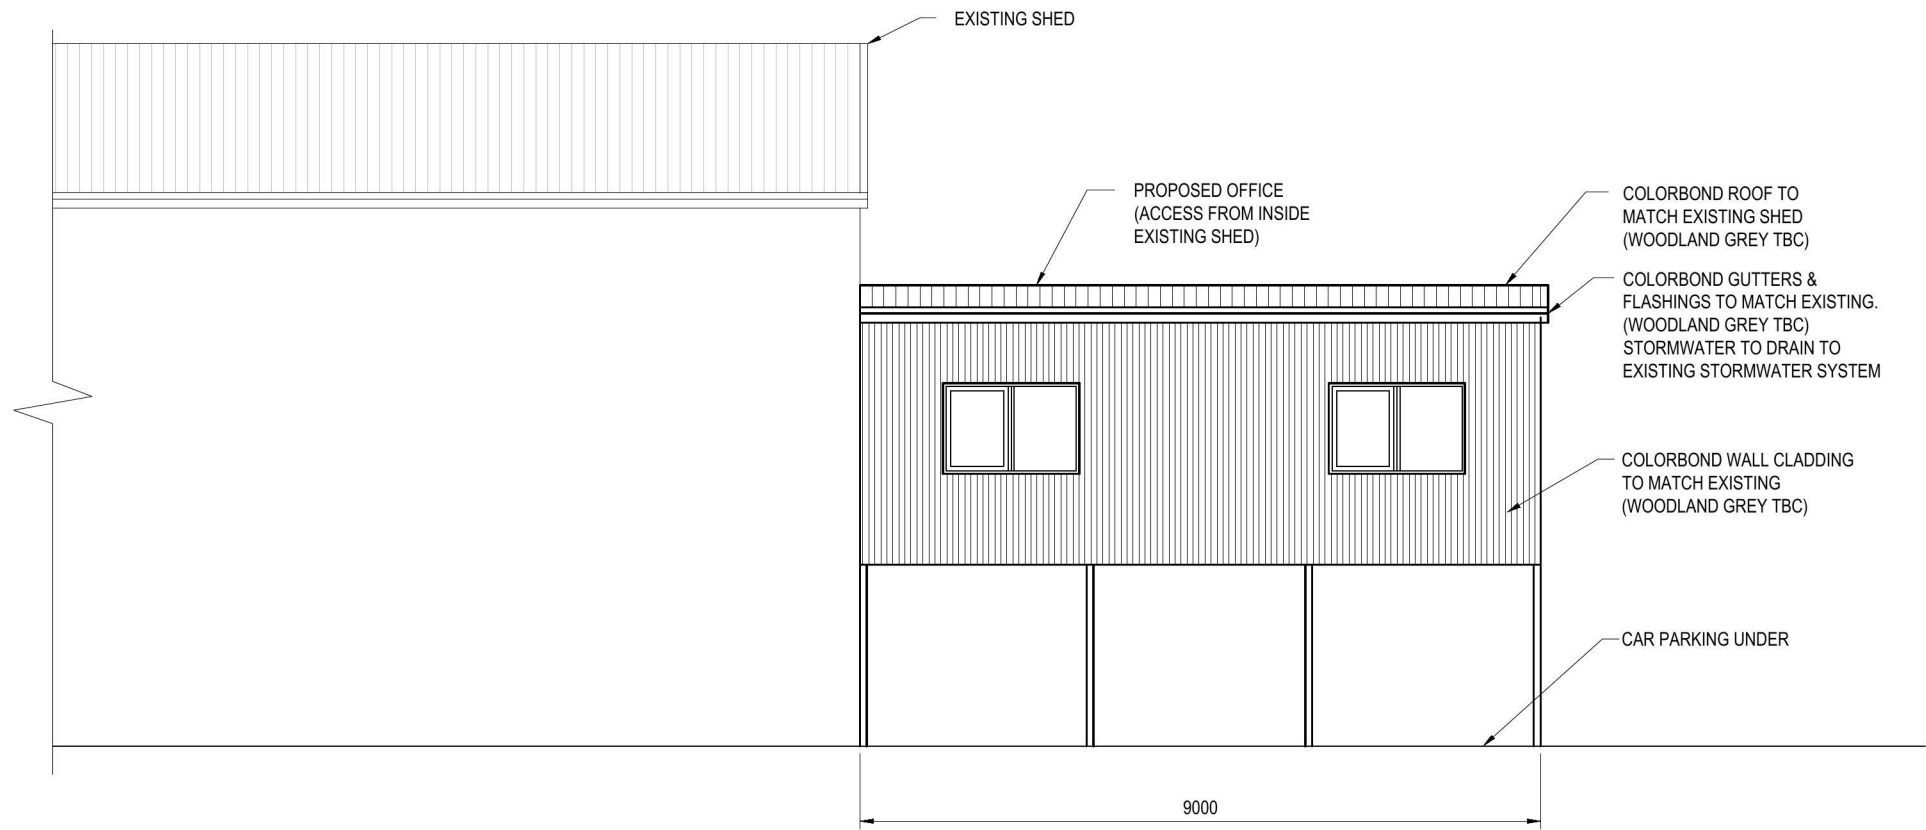 EXISTING SHED
PROPOSED OFFICE
(ACCESS FROM INSIDE
EXISTING SHED)
COLORBOND ROOF TO
MATCH EXISTING SHED
(WOODLAND GREY TBC)
COLORBOND GUTTERS &
FLASHINGS TO MATCH EXISTING.
(WOODLAND GREY TBC)
STORMWATER TO DRAIN TO
EXISTING STORMWATER SYSTEM
COLORBOND WALL CLADDING
TO MATCH EXISTING
(WOODLAND GREY TBC)
CAR PARKING UNDER
9000